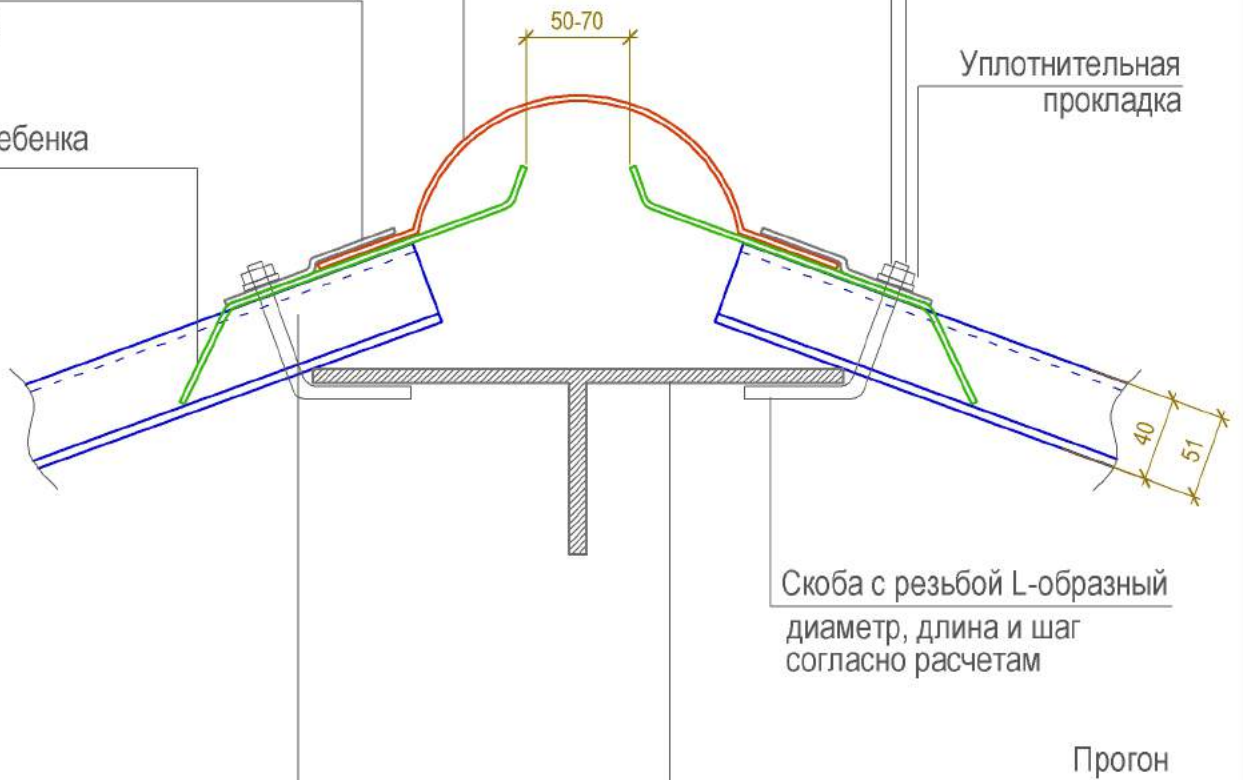 50-70
Уплотнительная
прокладка
ебенка
40
51
Скоба с резьбой L-образный
диаметр, длина и шаг
согласно расчетам
Прогон